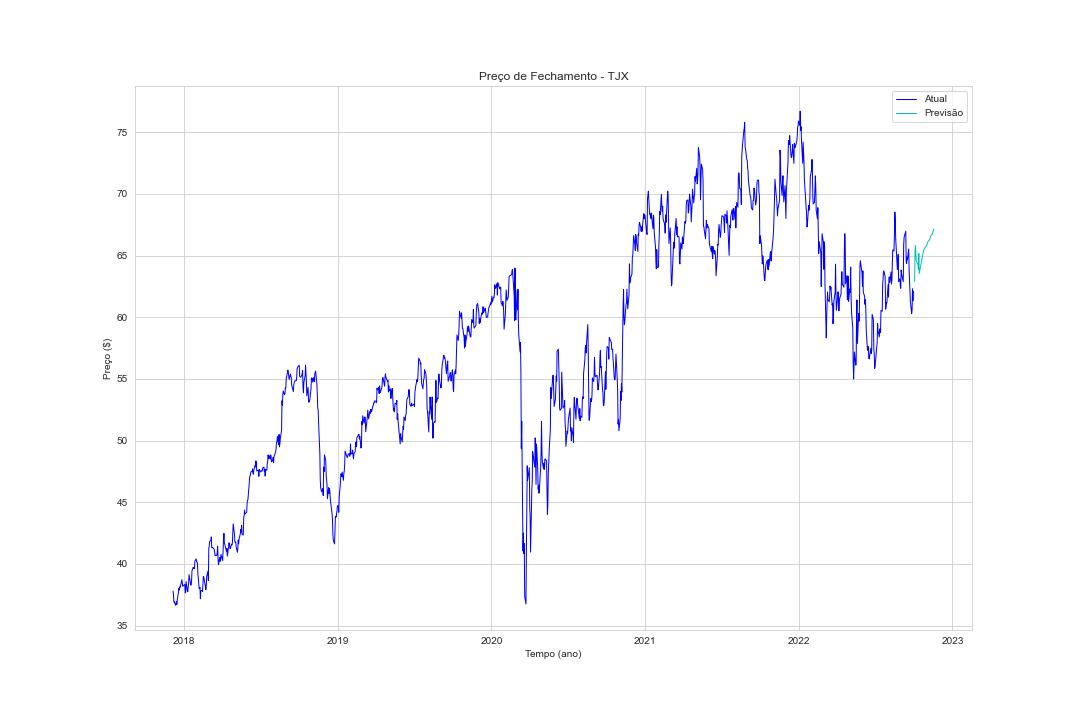 Preço de Fechamento - TJX
Atual
Previsão
75
70
65
60
55
50
45
40
35
Preço ($)
2018 2019 2020 2021 2022 2023
Tempo (ano)